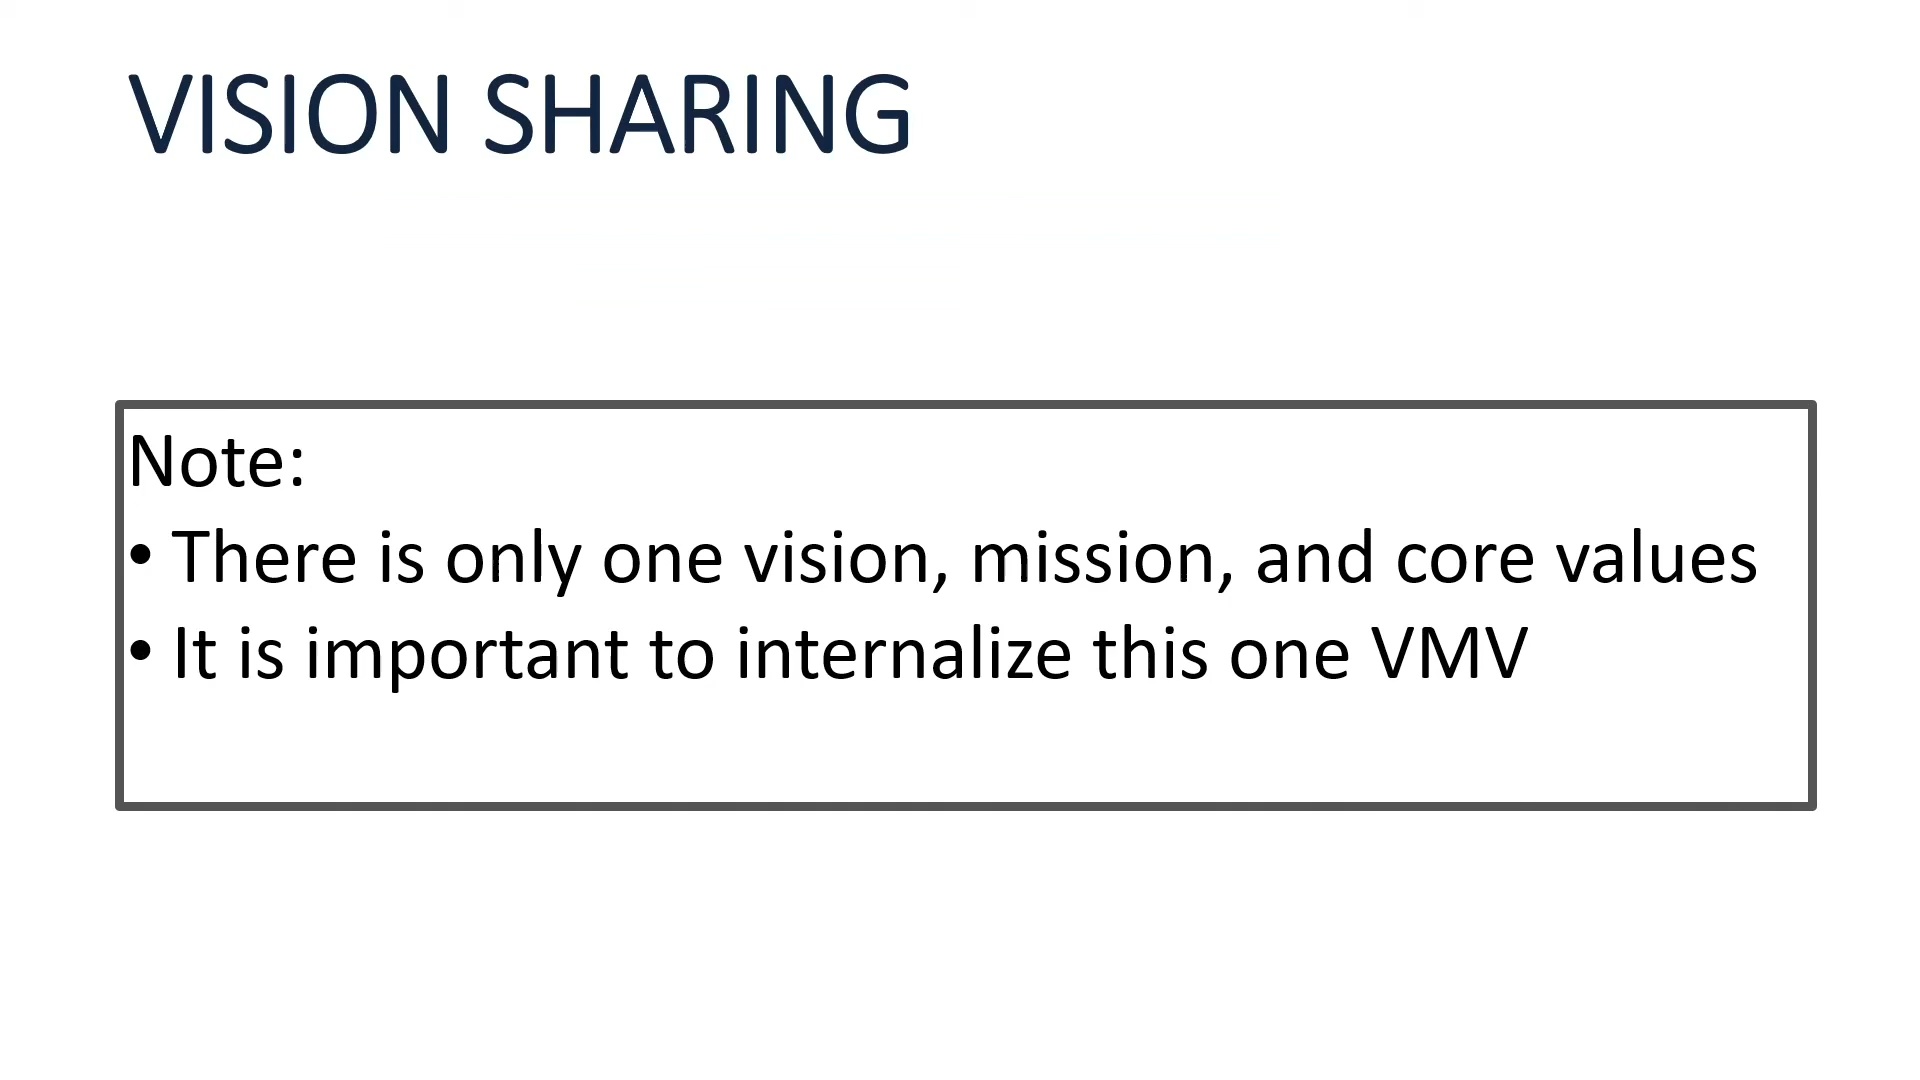 VISION SHARING
Note:
• There is only one vision, mission, and core values
• It is important to internalize this one VMV